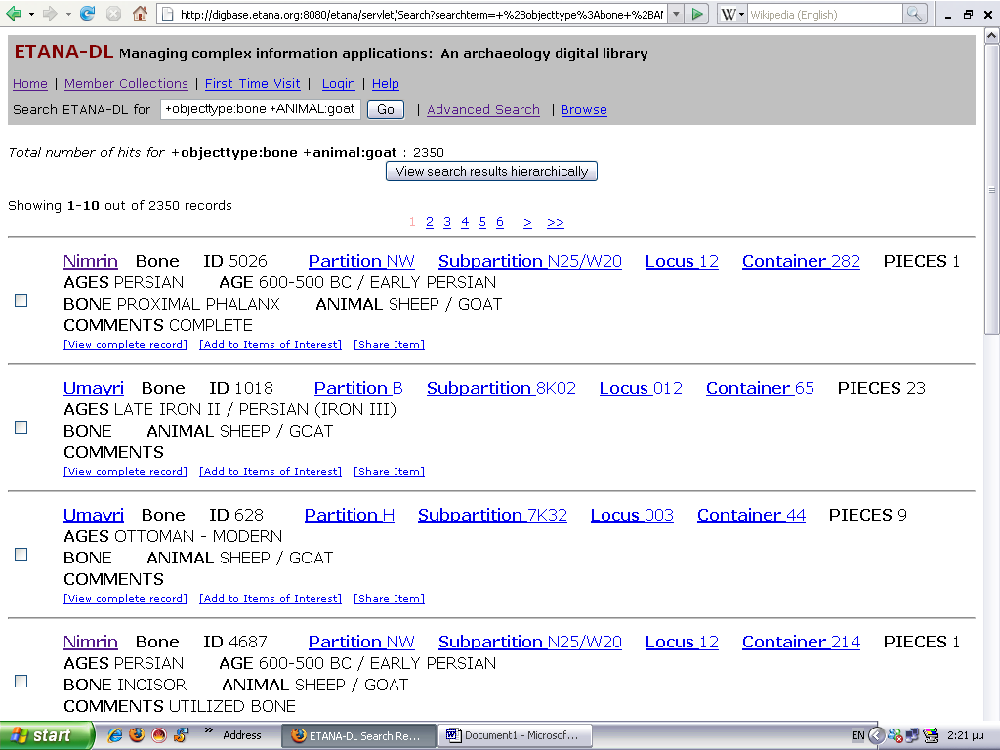 http://digbase.etana.org:8080/etana/servlet/Search?searchterm=+%2Bobjecttype%3Abone+%2BAN
W Wikipedia (English)
ETANA-DL Managing complex information applications: An archaeology digital library
Home | Member Collections | First Time Visit | Login | Help
Search ETANA-DL for +objecttype:bone +ANIMAL:goat Go | Advanced Search | Browse
Total number of hits for +objecttype:bone +animal:goat : 2350
View search results hierarchically
Showing 1-10 out of 2350 records
1 2 3 4 5 6 > >>
Nimrin Bone ID 5026 Partition NW Subpartition N25/W20 Locus 12 Container 282 PIECES 1
AGES PERSIAN AGE 600-500 BC / EARLY PERSIAN
BONE PROXIMAL PHALANX ANIMAL SHEEP / GOAT
COMMENTS COMPLETE
[View complete record] [Add to Items of Interest] [Share Item]
Umayri Bone ID 1018 Partition B Subpartition 8K02 Locus 012 Container 65 PIECES 23
AGES LATE IRON II / PERSIAN (IRON III)
BONE ANIMAL SHEEP / GOAT
COMMENTS
[View complete record] [Add to Items of Interest] [Share Item]
Umayri Bone ID 628 Partition H Subpartition 7K32 Locus 003 Container 44 PIECES 9
AGES OTTOMAN - MODERN
BONE ANIMAL SHEEP / GOAT
COMMENTS
[View complete record] [Add to Items of Interest] [Share Item]
Nimrin Bone ID 4687 Partition NW Subpartition N25/W20 Locus 12 Container 214 PIECES 1
AGES PERSIAN AGE 600-500 BC / EARLY PERSIAN
BONE INCISOR ANIMAL SHEEP / GOAT
COMMENTS UTILIZED BONE
start » Address ETANA-DL Search Re... Document1 - Microsof... EN 2:21 μμ